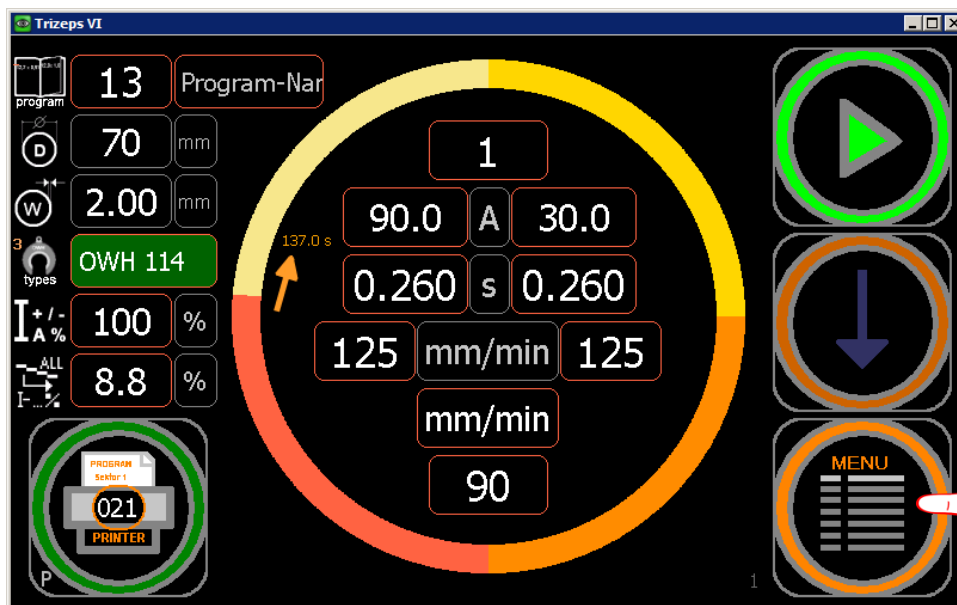 Trizeps VI
program
13
Program-Nar
D
70
mm
W
2.00
mm
3
types
OWH 114
I + / -
A %
100
%
ALL
I-...%
8.8
%
137.0 s
1
90.0
A
30.0
0.260
s
0.260
125
mm/min
125
mm/min
90
PROGRAM
Sektor 1
021
PRINTER
P
MENU
1